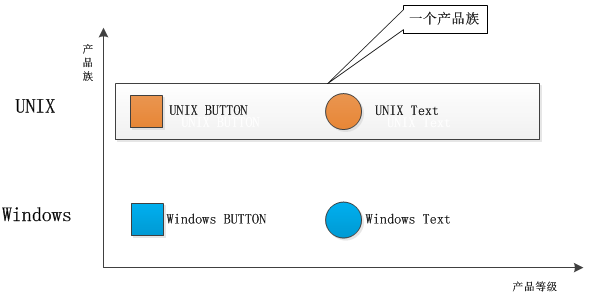 一个产品族
产品族
UNIX
UNIX BUTTON
UNIX Text
Windows
Windows BUTTON
Windows Text
产品等级